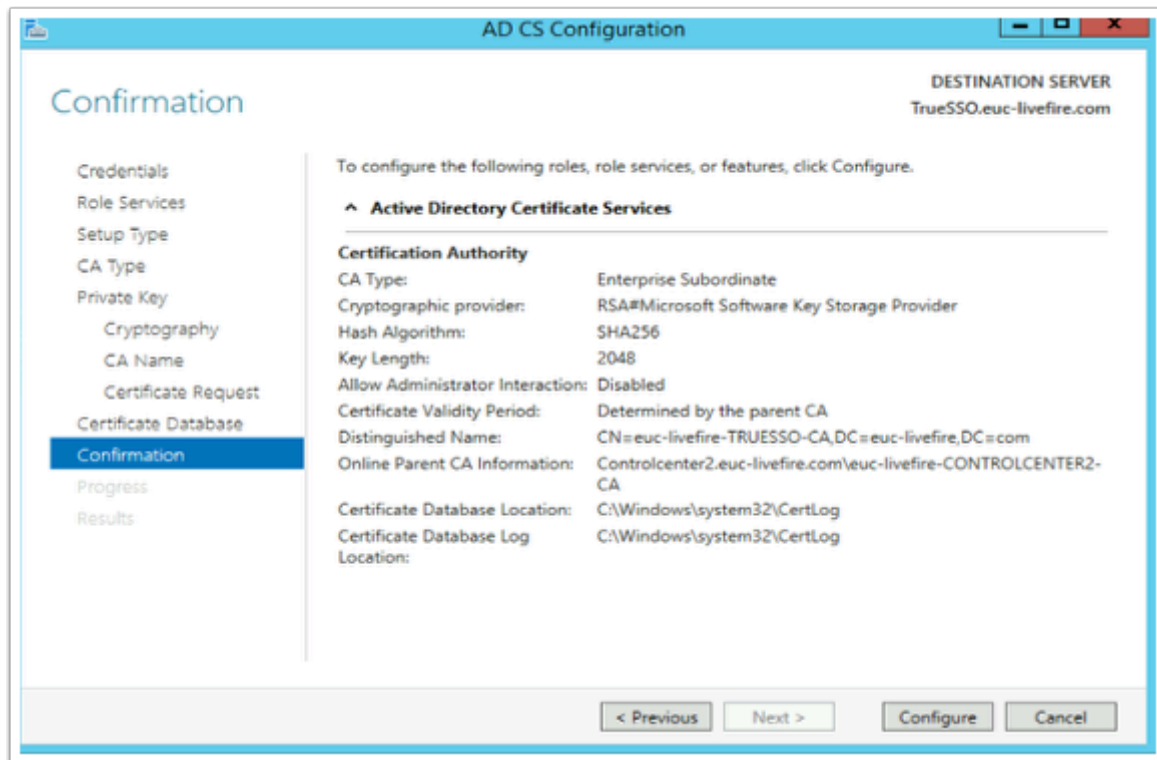 AD CS Configuration
Confirmation
DESTINATION SERVER
TrueSSO.euc-livefire.com
Credentials
Role Services
Setup Type
CA Type
Private Key
Cryptography
CA Name
Certificate Request
Certificate Database
Confirmation
Progress
Results
To configure the following roles, role services, or features, click Configure.
Active Directory Certificate Services
Certification Authority
CA Type: Enterprise Subordinate
Cryptographic provider: RSA#Microsoft Software Key Storage Provider
Hash Algorithm: SHA256
Key Length: 2048
Allow Administrator Interaction: Disabled
Certificate Validity Period: Determined by the parent CA
Distinguished Name: CN=euc-livefire-TRUESSO-CA,DC=euc-livefire,DC=com
Online Parent CA Information: Controlcenter2.euc-livefire.com\euc-livefire-CONTROLCENTER2-
CA
Certificate Database Location: C:\Windows\system32\CertLog
Certificate Database Log C:\Windows\system32\CertLog
Location:
< Previous
Next >
Configure
Cancel